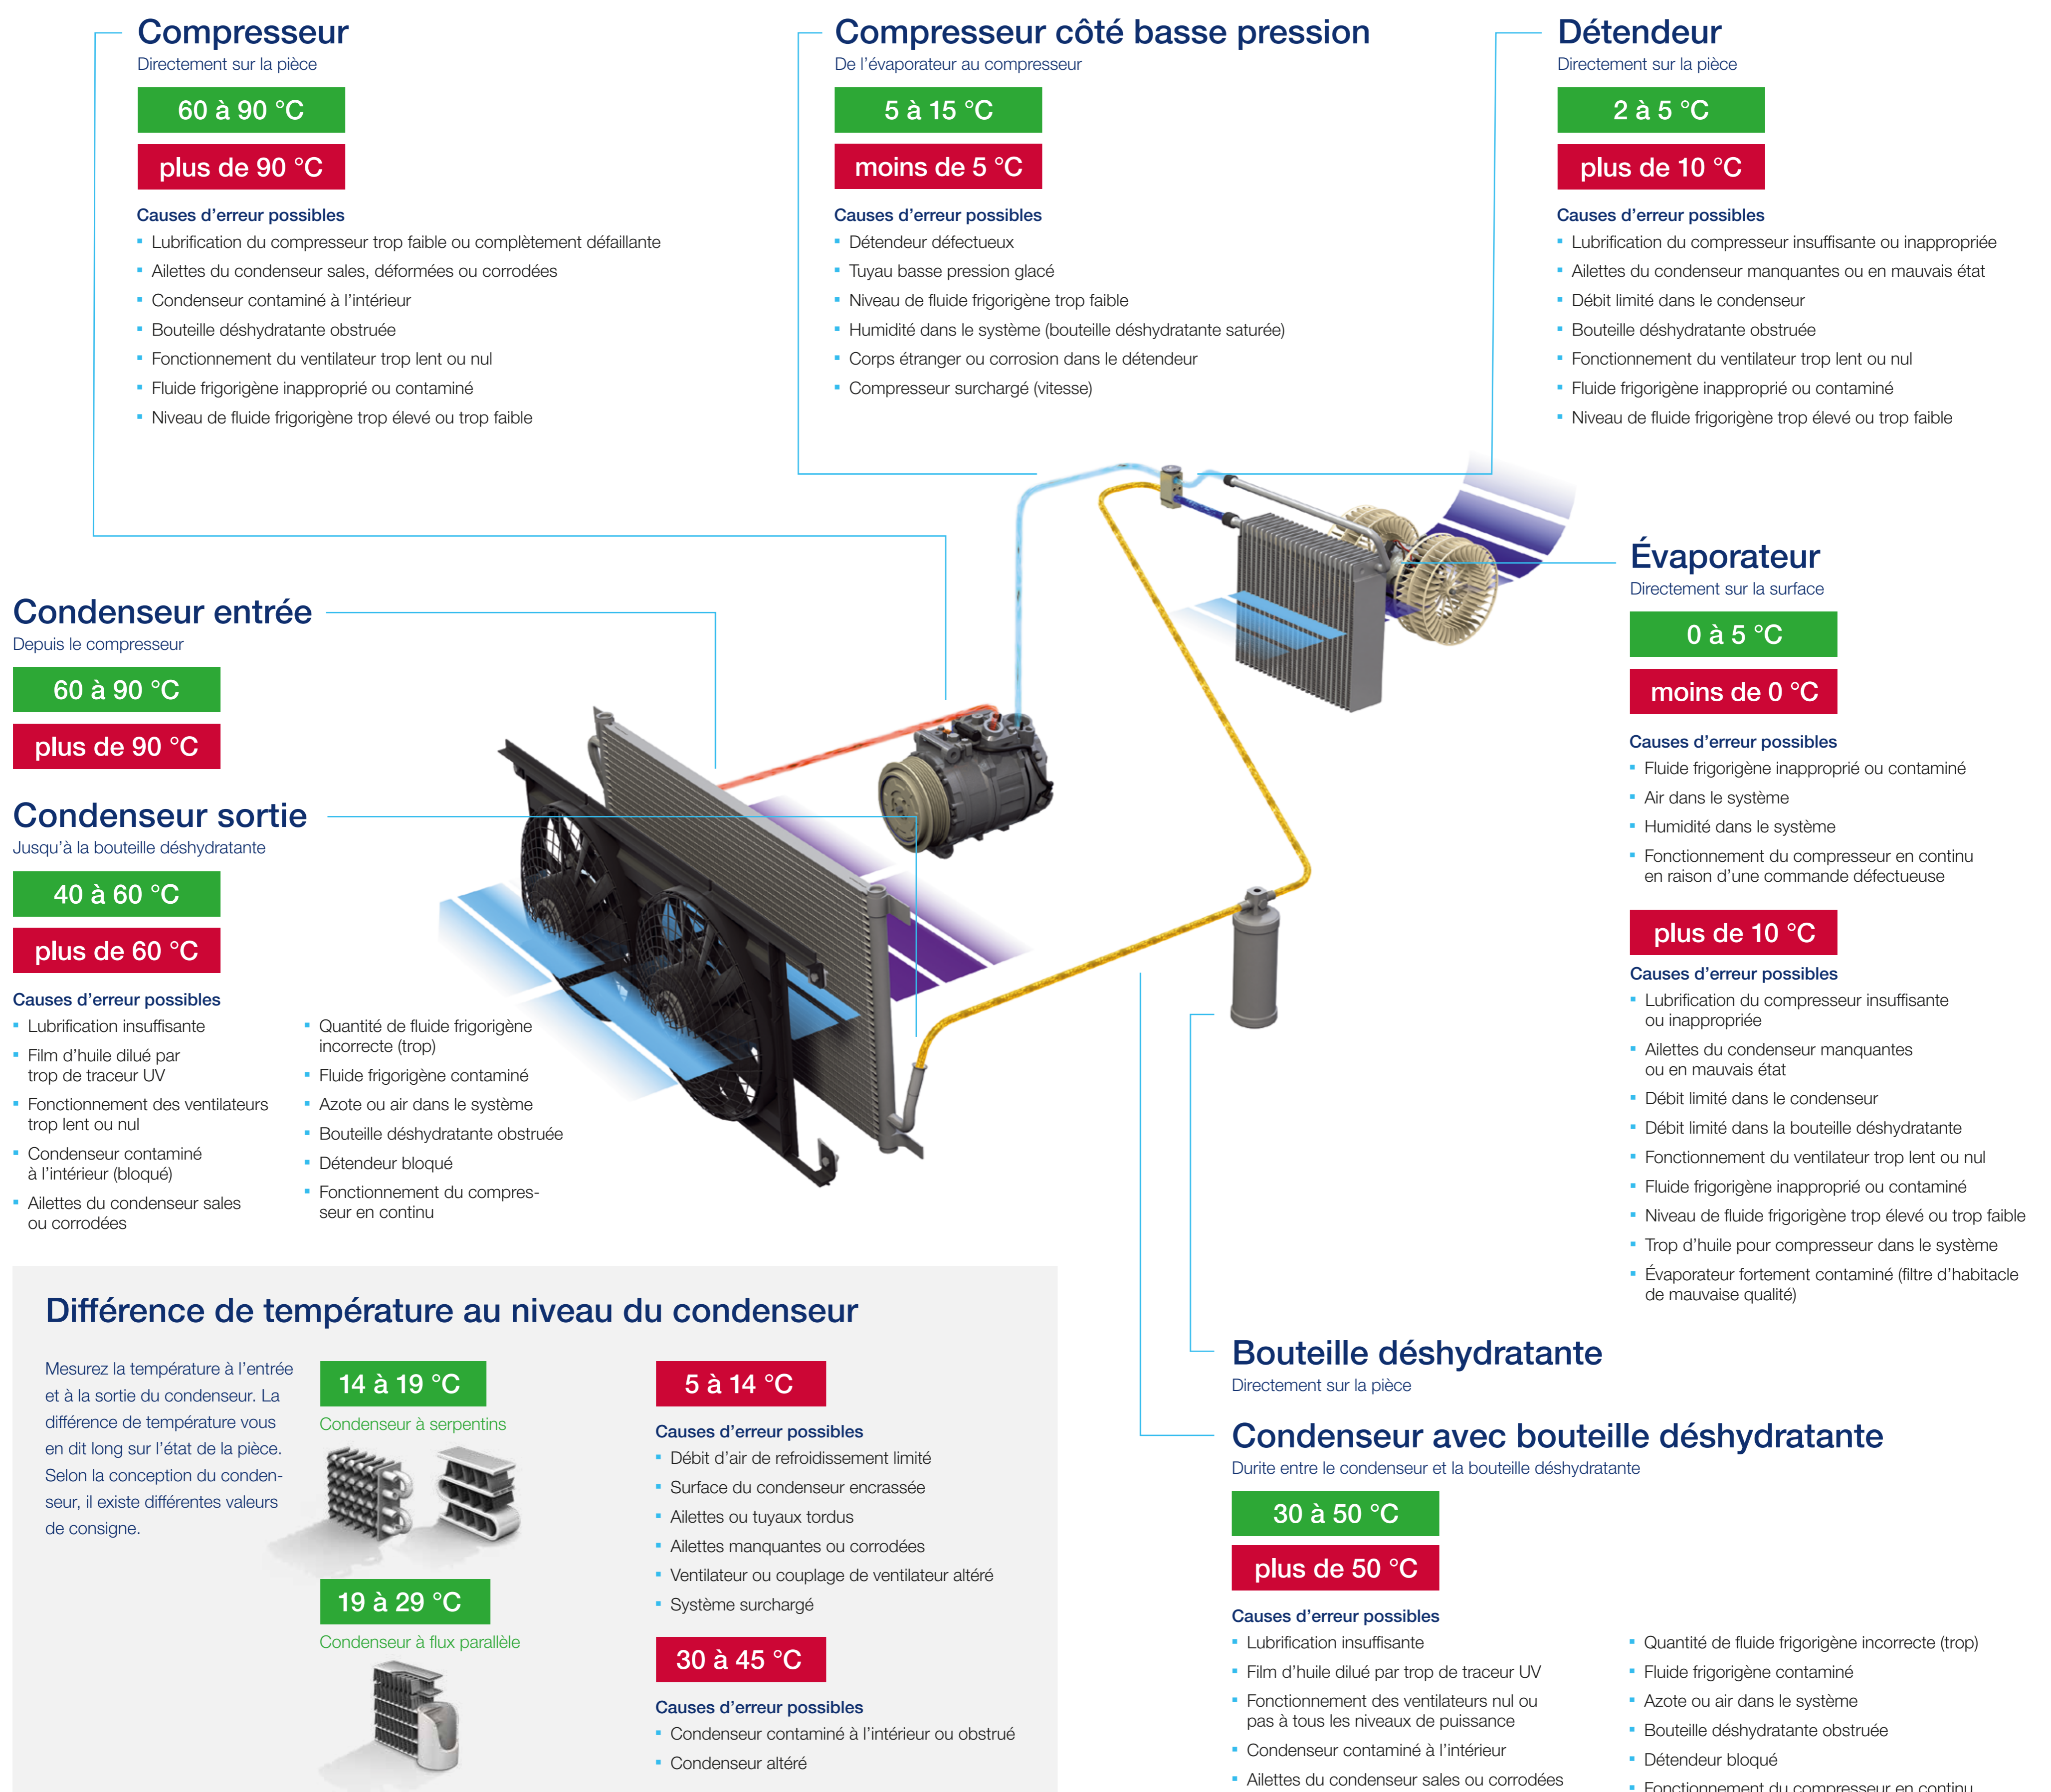 Compresseur
Directement sur la pièce
60 à 90 °C
plus de 90 °C
Causes d’erreur possibles
▪ Lubrification du compresseur trop faible ou complètement défaillante
▪ Ailettes du condenseur sales, déformées ou corrodées
▪ Condenseur contaminé à l’intérieur
▪ Bouteille déshydratante obstruée
▪ Fonctionnement du ventilateur trop lent ou nul
▪ Fluide frigorigène inapproprié ou contaminé
▪ Niveau de fluide frigorigène trop élevé ou trop faible
Compresseur côté basse pression
De l’évaporateur au compresseur
5 à 15 °C
moins de 5 °C
Causes d’erreur possibles
▪ Détendeur défectueux
▪ Tuyau basse pression glacé
▪ Niveau de fluide frigorigène trop faible
▪ Humidité dans le système (bouteille déshydratante saturée)
▪ Corps étranger ou corrosion dans le détendeur
▪ Compresseur surchargé (vitesse)
Détendeur
Directement sur la pièce
2 à 5 °C
plus de 10 °C
Causes d’erreur possibles
▪ Lubrification du compresseur insuffisante ou inappropriée
▪ Ailettes du condenseur manquantes ou en mauvais état
▪ Débit limité dans le condenseur
▪ Bouteille déshydratante obstruée
▪ Fonctionnement du ventilateur trop lent ou nul
▪ Fluide frigorigène inapproprié ou contaminé
▪ Niveau de fluide frigorigène trop élevé ou trop faible
Condenseur entrée
Depuis le compresseur
60 à 90 °C
plus de 90 °C
Condenseur sortie
Jusqu’à la bouteille déshydratante
40 à 60 °C
plus de 60 °C
Causes d’erreur possibles
▪ Lubrification insuffisante
▪ Film d’huile dilué par
trop de traceur UV
▪ Fonctionnement des ventilateurs
trop lent ou nul
▪ Condenseur contaminé
à l’intérieur (bloqué)
▪ Ailettes du condenseur sales
ou corrodées
▪ Quantité de fluide frigorigène
incorrecte (trop)
▪ Fluide frigorigène contaminé
▪ Azote ou air dans le système
▪ Bouteille déshydratante obstruée
▪ Détendeur bloqué
▪ Fonctionnement du compres-
seur en continu
Évaporateur
Directement sur la surface
0 à 5 °C
moins de 0 °C
Causes d’erreur possibles
▪ Fluide frigorigène inapproprié ou contaminé
▪ Air dans le système
▪ Humidité dans le système
▪ Fonctionnement du compresseur en continu
en raison d’une commande défectueuse
plus de 10 °C
Causes d’erreur possibles
▪ Lubrification du compresseur insuffisante
ou inappropriée
▪ Ailettes du condenseur manquantes
ou en mauvais état
▪ Débit limité dans le condenseur
▪ Débit limité dans la bouteille déshydratante
▪ Fonctionnement du ventilateur trop lent ou nul
▪ Fluide frigorigène inapproprié ou contaminé
▪ Niveau de fluide frigorigène trop élevé ou trop faible
▪ Trop d’huile pour compresseur dans le système
▪ Évaporateur fortement contaminé (filtre d’habitacle
de mauvaise qualité)
Différence de température au niveau du condenseur
Mesurez la température à l’entrée
et à la sortie du condenseur. La
différence de température vous
en dit long sur l’état de la pièce.
Selon la conception du conden-
seur, il existe différentes valeurs
de consigne.
14 à 19 °C
Condenseur à serpentins
19 à 29 °C
Condenseur à flux parallèle
5 à 14 °C
Causes d’erreur possibles
▪ Débit d’air de refroidissement limité
▪ Surface du condenseur encrassée
▪ Ailettes ou tuyaux tordus
▪ Ailettes manquantes ou corrodées
▪ Ventilateur ou couplage de ventilateur altéré
▪ Système surchargé
30 à 45 °C
Causes d’erreur possibles
▪ Condenseur contaminé à l’intérieur ou obstrué
▪ Condenseur altéré
Bouteille déshydratante
Directement sur la pièce
Condenseur avec bouteille déshydratante
Durite entre le condenseur et la bouteille déshydratante
30 à 50 °C
plus de 50 °C
Causes d’erreur possibles
▪ Lubrification insuffisante
▪ Film d’huile dilué par trop de traceur UV
▪ Fonctionnement des ventilateurs nul ou
pas à tous les niveaux de puissance
▪ Condenseur contaminé à l’intérieur
▪ Ailettes du condenseur sales ou corrodées
▪ Quantité de fluide frigorigène incorrecte (trop)
▪ Fluide frigorigène contaminé
▪ Azote ou air dans le système
▪ Bouteille déshydratante obstruée
▪ Détendeur bloqué
▪ Fonctionnement du compresseur en continu